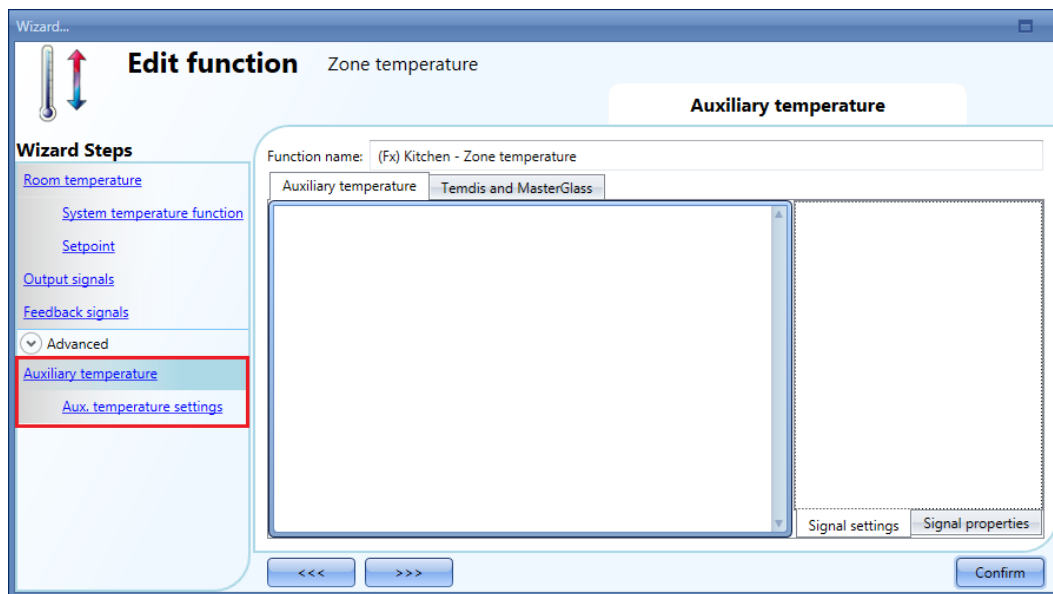 Wizard...
Edit function Zone temperature
Auxiliary temperature
Wizard Steps
Room temperature
System temperature function
Setpoint
Output signals
Feedback signals
Advanced
Auxiliary temperature
Aux. temperature settings
Function name: (Fx) Kitchen - Zone temperature
Auxiliary temperature Temdis and MasterGlass
Signal settings Signal properties
<<< >>> Confirm